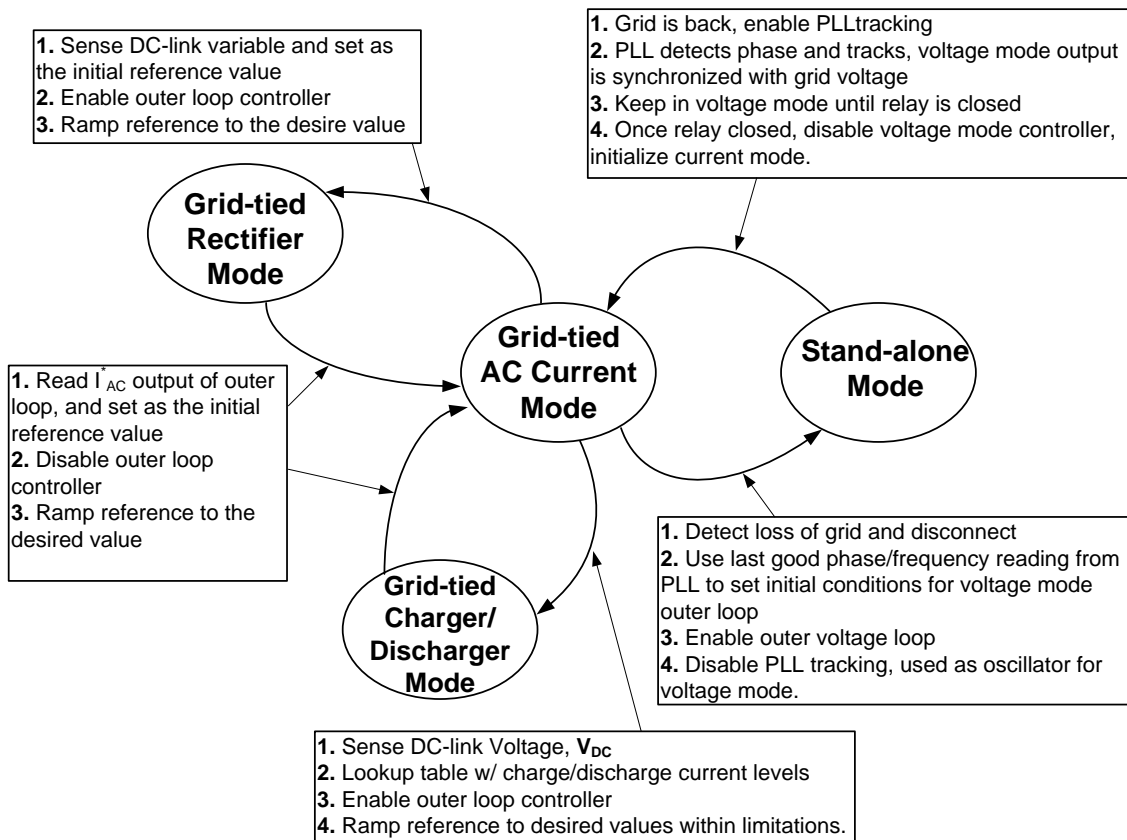 1. Sense DC-link variable and set as
the initial reference value
2. Enable outer loop controller
3. Ramp reference to the desire value
1. Grid is back, enable PLLtracking
2. PLL detects phase and tracks, voltage mode output
is synchronized with grid voltage
3. Keep in voltage mode until relay is closed
4. Once relay closed, disable voltage mode controller,
initialize current mode.
Grid-tied
Rectifier
Mode
Grid-tied
AC Current
Mode
Stand-alone
Mode
1. Read I*AC output of outer
loop, and set as the initial
reference value
2. Disable outer loop
controller
3. Ramp reference to the
desired value
Grid-tied
Charger/
Discharger
Mode
1. Detect loss of grid and disconnect
2. Use last good phase/frequency reading from
PLL to set initial conditions for voltage mode
outer loop
3. Enable outer voltage loop
4. Disable PLL tracking, used as oscillator for
voltage mode.
1. Sense DC-link Voltage, VDC
2. Lookup table w/ charge/discharge current levels
3. Enable outer loop controller
4. Ramp reference to desired values within limitations.